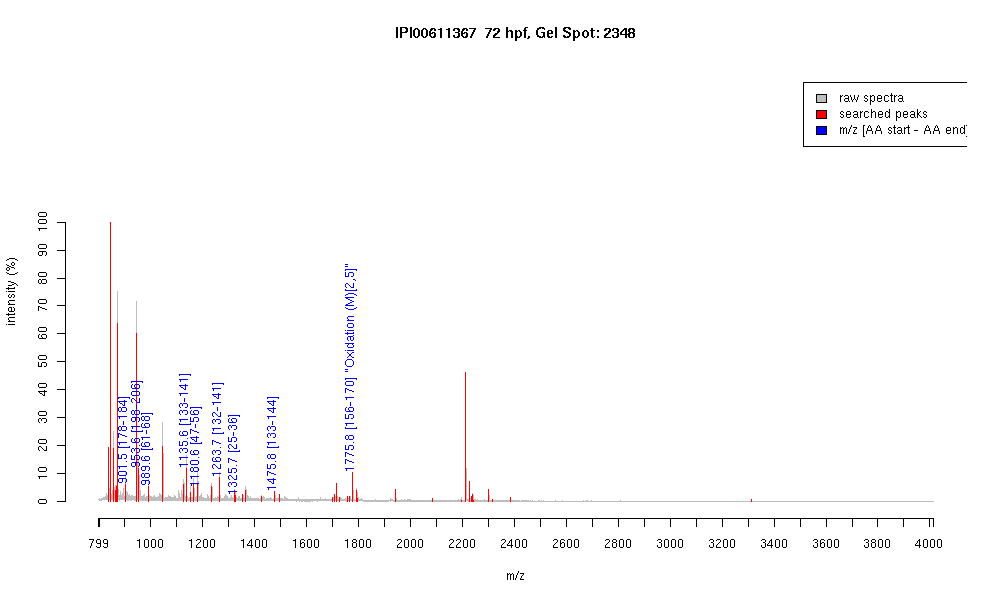 IPI00611367 72 hpf, Gel Spot: 2348
raw spectra
searched peaks
m/z [AA start - AA end]
intensity (%)
100
90
80
70
60
50
40
30
20
10
0
901.5 [178-184]
953.6 [198-206]
989.6 [61-68]
1135.6 [133-141]
1180.6 [47-56]
1263.7 [132-141]
1325.7 [25-36]
1475.8 [133-144]
1775.8 [156-170] "Oxidation (M)[2,5]"
799 1000 1200 1400 1600 1800 2000 2200 2400 2600 2800 3000 3200 3400 3600 3800 4000
m/z